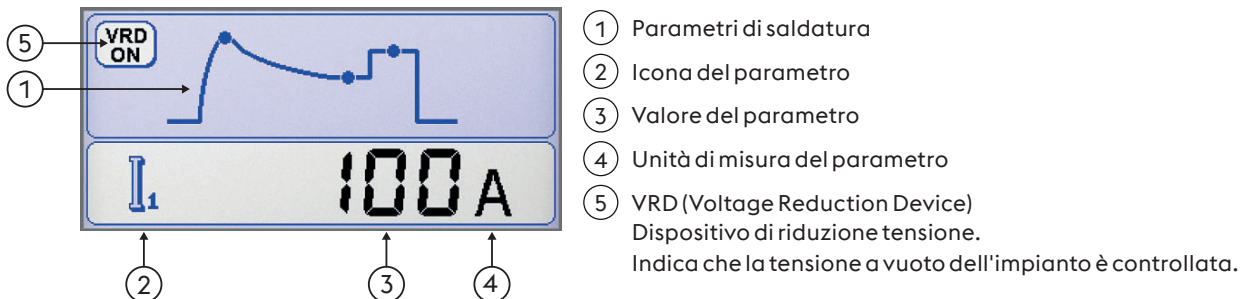 VRD
ON
5
1
I1
100 A
2
3
4
1 Parametri di saldatura
2 Icona del parametro
3 Valore del parametro
4 Unità di misura del parametro
5 VRD (Voltage Reduction Device)
Dispositivo di riduzione tensione.
Indica che la tensione a vuoto dell'impianto è controllata.